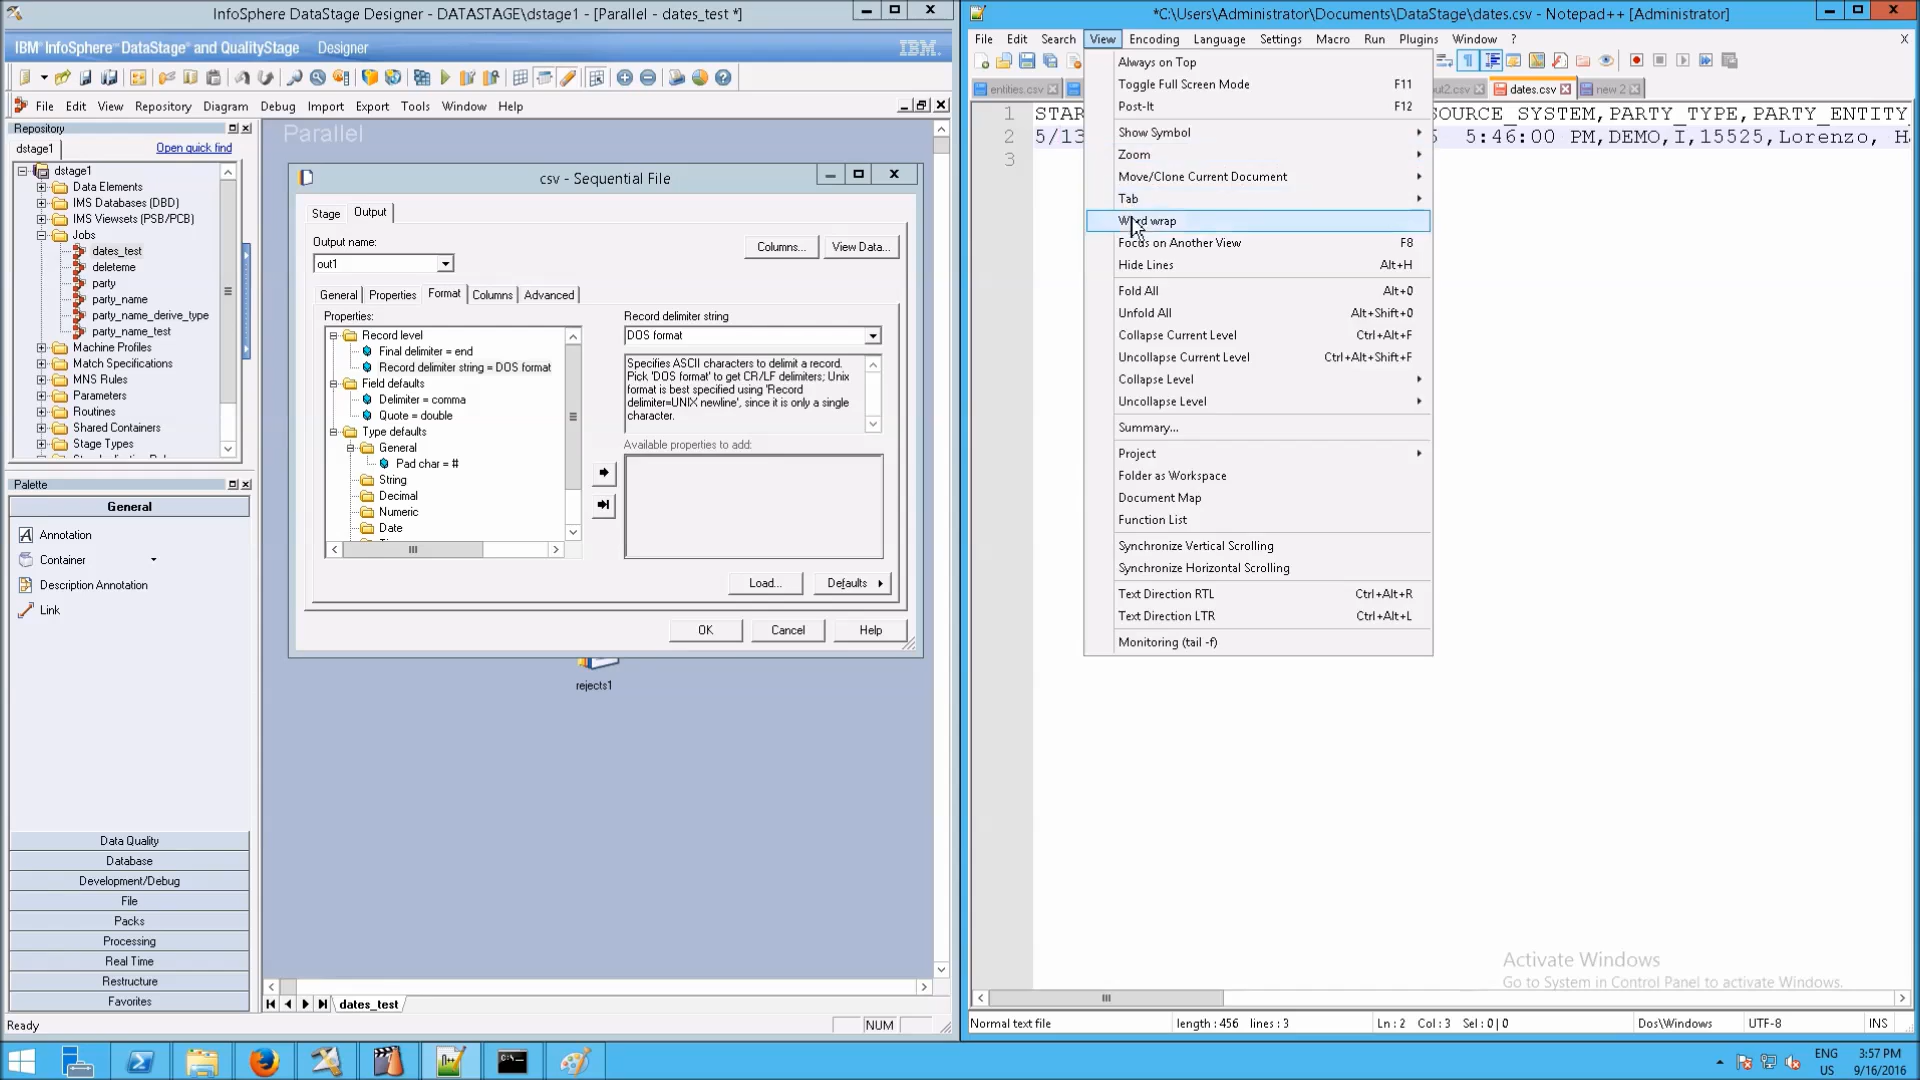 InfoSphere DataStage Designer - DATASTAGE\dstage1 - [Parallel - dates_test *]
IBM® InfoSphere™ DataStage® and QualityStage Designer
IBM.
File Edit View Repository Diagram Debug Import Export Tools Window Help
Repository
dstage1
Open quick find
dstage1
Data Elements
IMS Databases (DBD)
IMS Viewsets (PSB/PCB)
Jobs
dates_test
deleteme
party
party_name
party_name_derive_type
party_name_test
Machine Profiles
Match Specifications
MNS Rules
Parameters
Routines
Shared Containers
Stage Types
Palette
General
Annotation
Container
Description Annotation
Link
Data Quality
Database
Development/Debug
File
Packs
Processing
Real Time
Restructure
Favorites
Ready
NUM
Parallel
csv - Sequential File
Stage Output
Output name:
out1
Columns...
View Data...
General Properties Format Columns Advanced
Properties:
Record level
Final delimiter = end
Record delimiter string = DOS format
Field defaults
Delimiter = comma
Quote = double
Type defaults
General
Pad char = #
String
Decimal
Numeric
Date
Record delimiter string
DOS format
Specifies ASCII characters to delimit a record.
Pick 'DOS format' to get CR/LF delimiters; Unix
format is best specified using 'Record
delimiter=UNIX newline', since it is only a single
character.
Available properties to add:
Load...
Defaults
OK
Cancel
Help
rejects1
dates_test
*C:\Users\Administrator\Documents\DataStage\dates.csv - Notepad++ [Administrator]
File Edit Search View Encoding Language Settings Macro Run Plugins Window ?
X
entities.csv
out2.csv
dates.csv
new 2
1 STAR
OURCE_SYSTEM,PARTY_TYPE,PARTY_ENTITY_
2 5/13
5 5:46:00 PM,DEMO,I,15525,Lorenzo, Ha
3
Always on Top
Toggle Full Screen Mode F11
Post-It F12
Show Symbol
Zoom
Move/Clone Current Document
Tab
Word wrap
Focus on Another View F8
Hide Lines Alt+H
Fold All Alt+0
Unfold All Alt+Shift+0
Collapse Current Level Ctrl+Alt+F
Uncollapse Current Level Ctrl+Alt+Shift+F
Collapse Level
Uncollapse Level
Summary...
Project
Folder as Workspace
Document Map
Function List
Synchronize Vertical Scrolling
Synchronize Horizontal Scrolling
Text Direction RTL Ctrl+Alt+R
Text Direction LTR Ctrl+Alt+L
Monitoring (tail -f)
Activate Windows
Go to System in Control Panel to activate Windows.
Normal text file
length : 456 lines : 3
Ln : 2 Col : 3 Sel : 0 | 0
Dos\Windows
UTF-8
INS
ENG
US
3:57 PM
9/16/2016